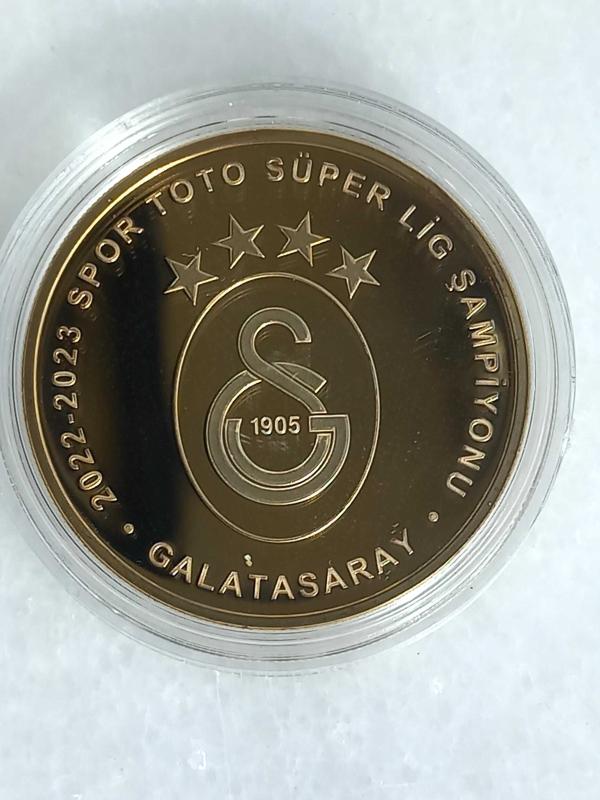 • 2022-2023 SPOR TOTO SÜPER LİG ŞAMPİYONU •
1905
GALATASARAY